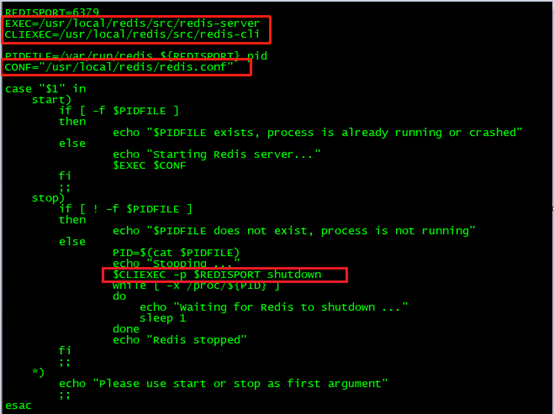 REDISPORT=6379
EXEC=/usr/local/redis/src/redis-server
CLIEXEC=/usr/local/redis/src/redis-cli
PIDFILE=/var/run/redis_${REDISPORT}.pid
CONF="/usr/local/redis/redis.conf"
case "$1" in
start)
if [ -f $PIDFILE ]
then
echo "$PIDFILE exists, process is already running or crashed"
else
echo "Starting Redis server..."
$EXEC $CONF
fi
;;
stop)
if [ ! -f $PIDFILE ]
then
echo "$PIDFILE does not exist, process is not running"
else
PID=$(cat $PIDFILE)
echo "Stopping ..."
$CLIEXEC -p $REDISPORT shutdown
while [ -x /proc/${PID} ]
do
echo "Waiting for Redis to shutdown ..."
sleep 1
done
echo "Redis stopped"
fi
;;
*)
echo "Please use start or stop as first argument"
;;
esac